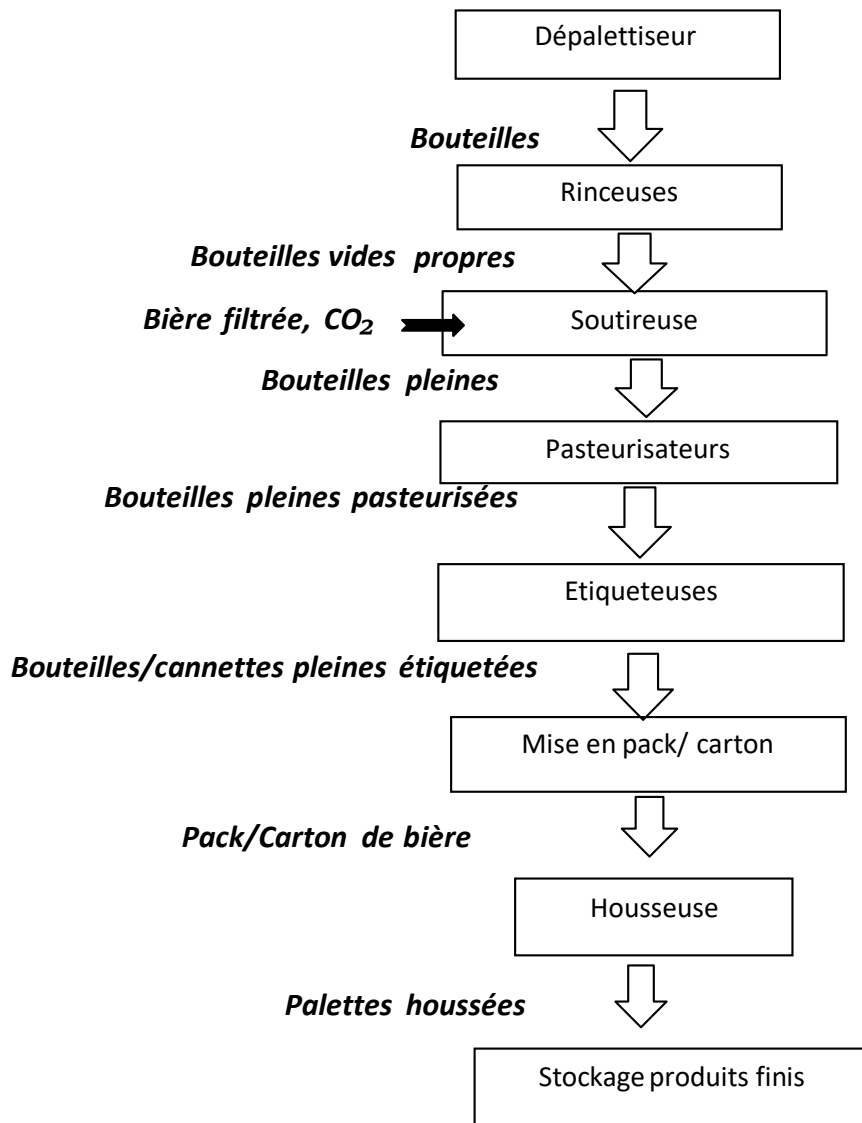 Dépalettiseur
Bouteilles
Rinceuses
Bouteilles vides propres
Bière filtrée, CO₂
Soutireuse
Bouteilles pleines
Pasteurisateurs
Bouteilles pleines pasteurisées
Etiqueteuses
Bouteilles/cannettes pleines étiquetées
Mise en pack/ carton
Pack/Carton de bière
Housseuse
Palettes houssées
Stockage produits finis